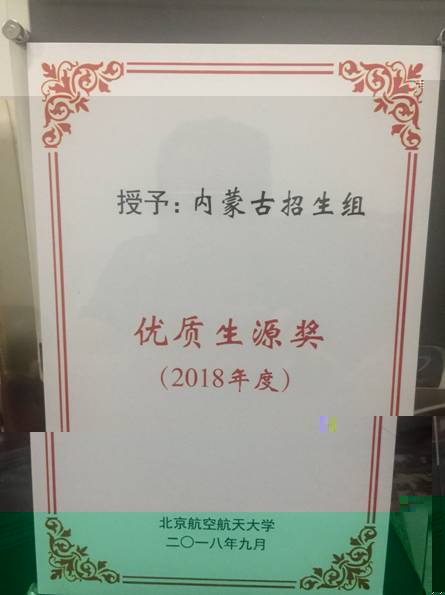 授予：内蒙古招生组
优质生源奖
（2018年度）
北京航空航天大学
二〇一八年九月